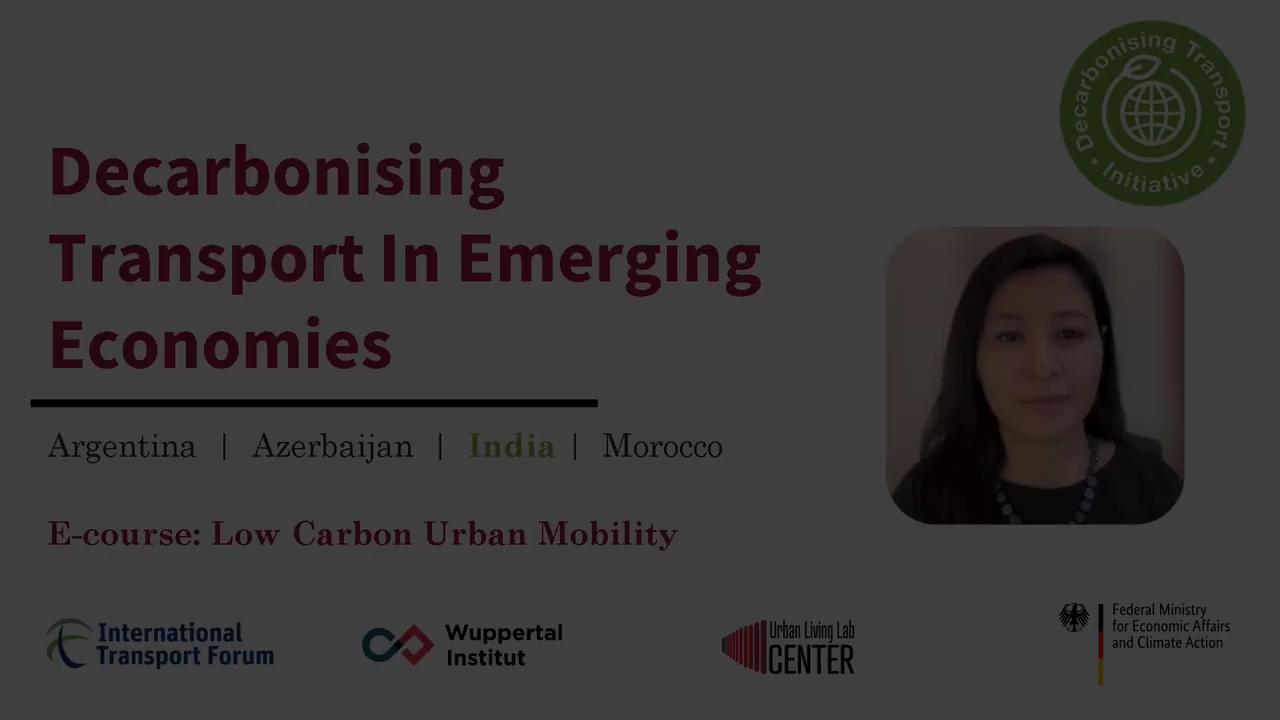 Decarbonising Transport
• Initiative •
Decarbonising
Transport In Emerging
Economies
Argentina | Azerbaijan | India | Morocco
E-course: Low Carbon Urban Mobility
International
Transport Forum
Wuppertal
Institut
Urban Living Lab
CENTER
Federal Ministry
for Economic Affairs
and Climate Action